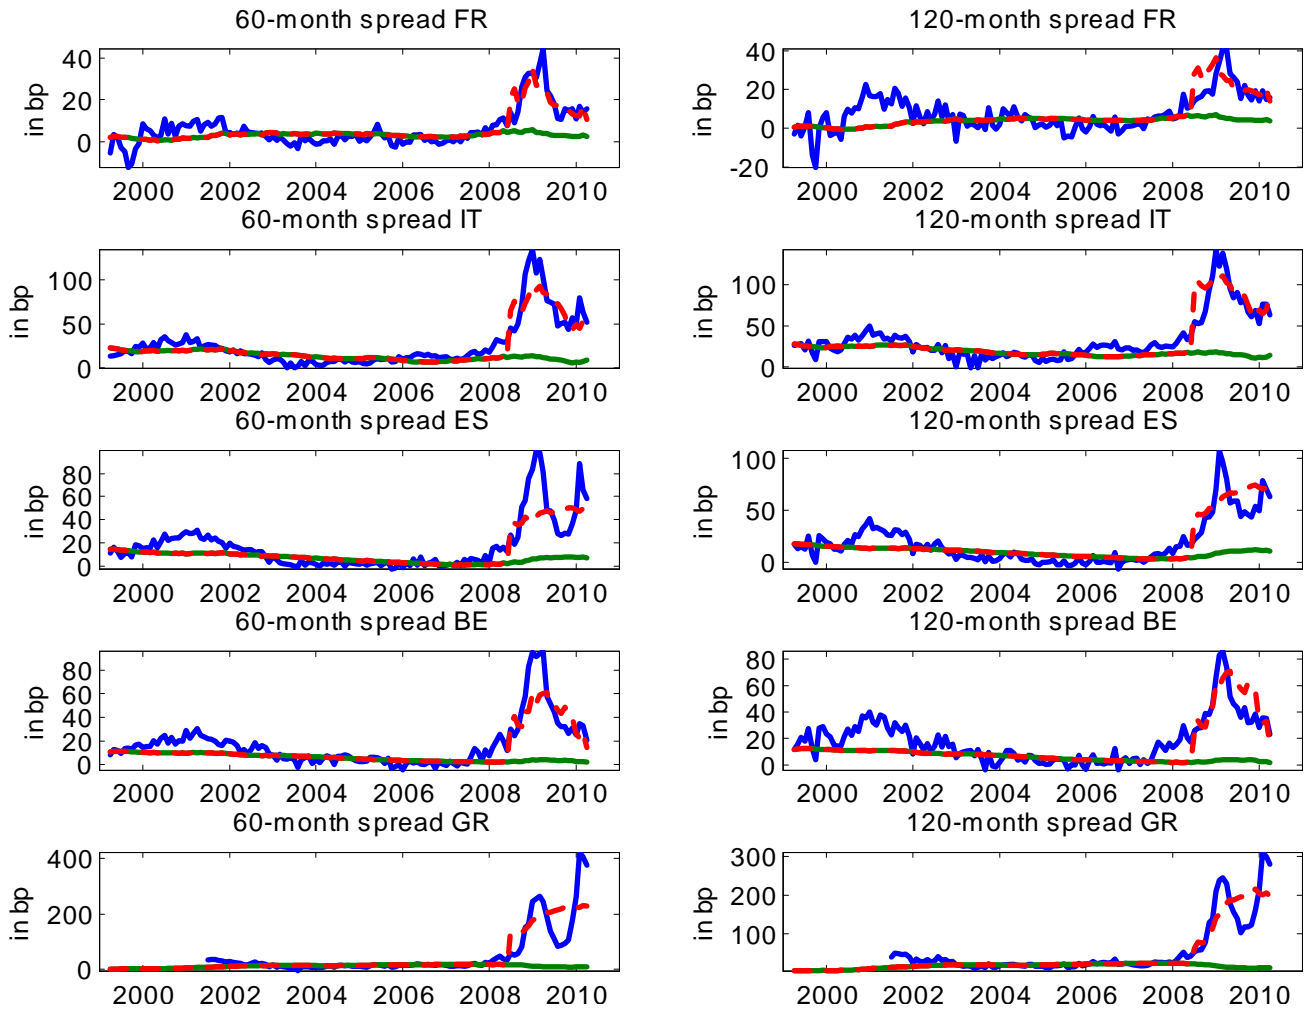 60-month spread FR
120-month spread FR
in bp
40
20
0
2000 2002 2004 2006 2008 2010
40
20
0
-20
2000 2002 2004 2006 2008 2010
60-month spread IT
120-month spread IT
in bp
100
50
0
2000 2002 2004 2006 2008 2010
in bp
100
50
0
2000 2002 2004 2006 2008 2010
60-month spread ES
120-month spread ES
in bp
80
60
40
20
0
2000 2002 2004 2006 2008 2010
in bp
100
50
0
2000 2002 2004 2006 2008 2010
60-month spread BE
120-month spread BE
in bp
80
60
40
20
0
2000 2002 2004 2006 2008 2010
in bp
80
60
40
20
0
2000 2002 2004 2006 2008 2010
60-month spread GR
120-month spread GR
in bp
400
200
0
2000 2002 2004 2006 2008 2010
in bp
300
200
100
2000 2002 2004 2006 2008 2010
in bp